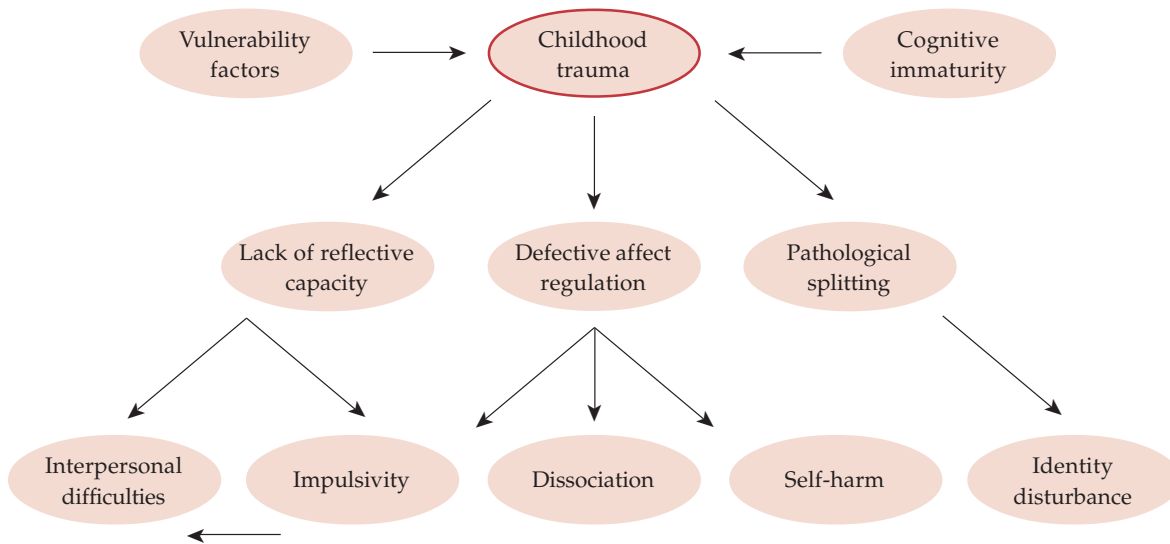 Vulnerability
factors
Childhood
trauma
Cognitive
immaturity
Lack of reflective
capacity
Defective affect
regulation
Pathological
splitting
Interpersonal
difficulties
Impulsivity
Dissociation
Self-harm
Identity
disturbance